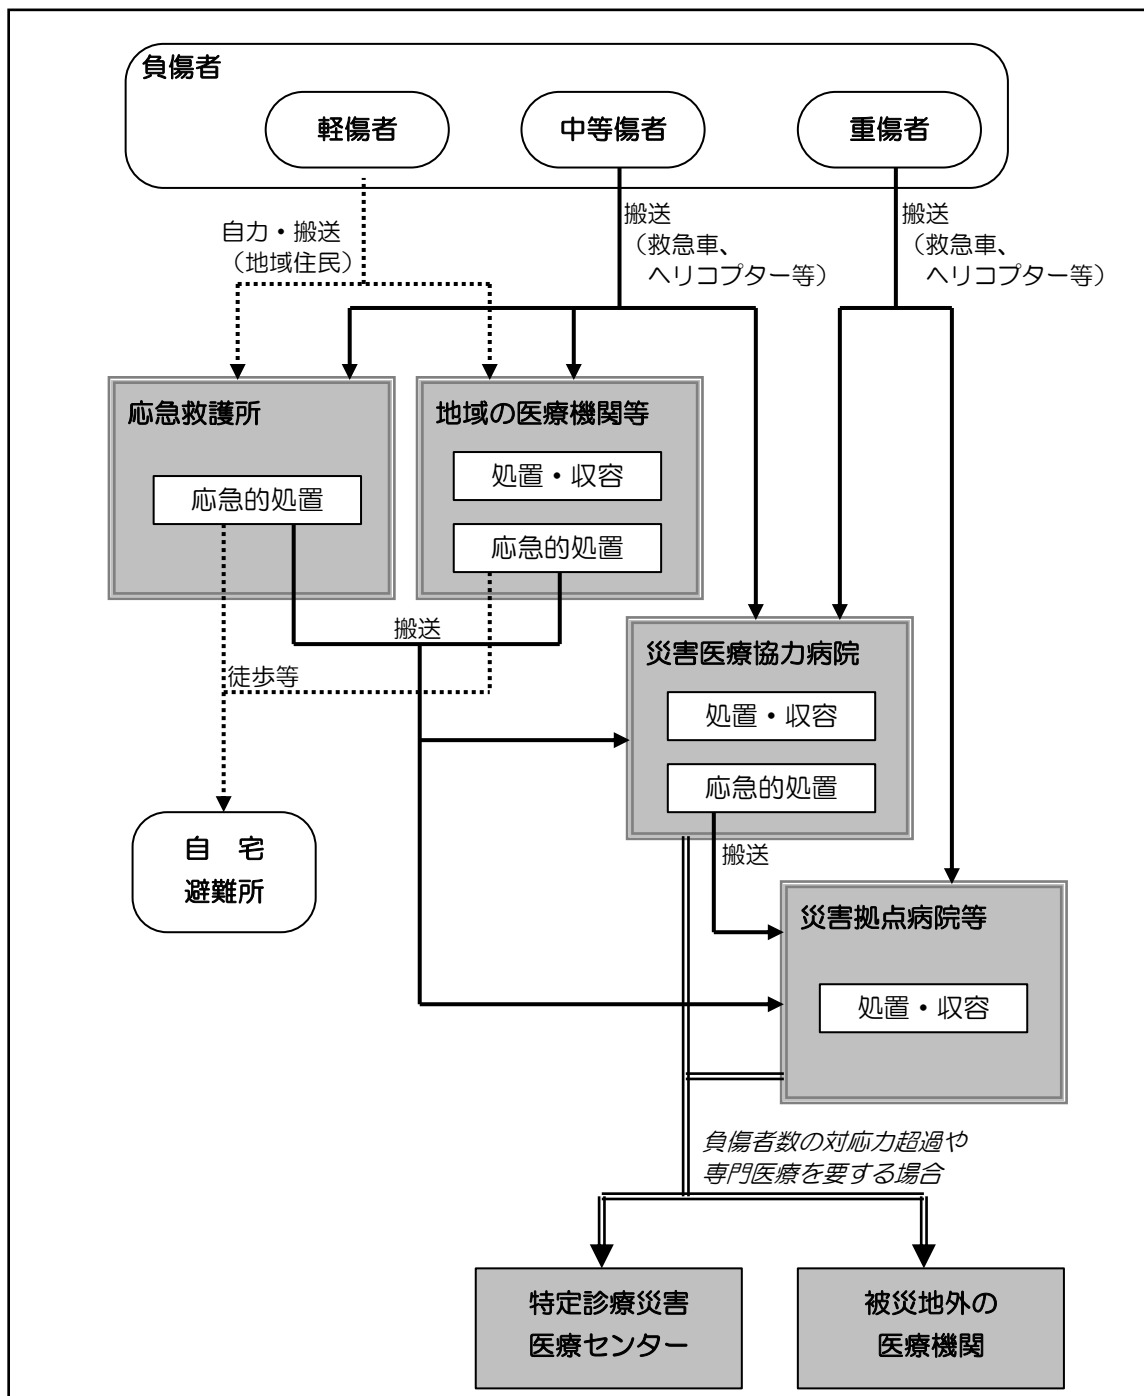 負傷者
軽傷者
中等傷者
重傷者
自力・搬送
（地域住民）
搬送
（救急車、
ヘリコプター等）
搬送
（救急車、
ヘリコプター等）
応急救護所
応急的処置
地域の医療機関等
処置・収容
応急的処置
搬送
徒歩等
災害医療協力病院
処置・収容
応急的処置
搬送
自　宅
避難所
災害拠点病院等
処置・収容
負傷者数の対応力超過や
専門医療を要する場合
特定診療災害
医療センター
被災地外の
医療機関